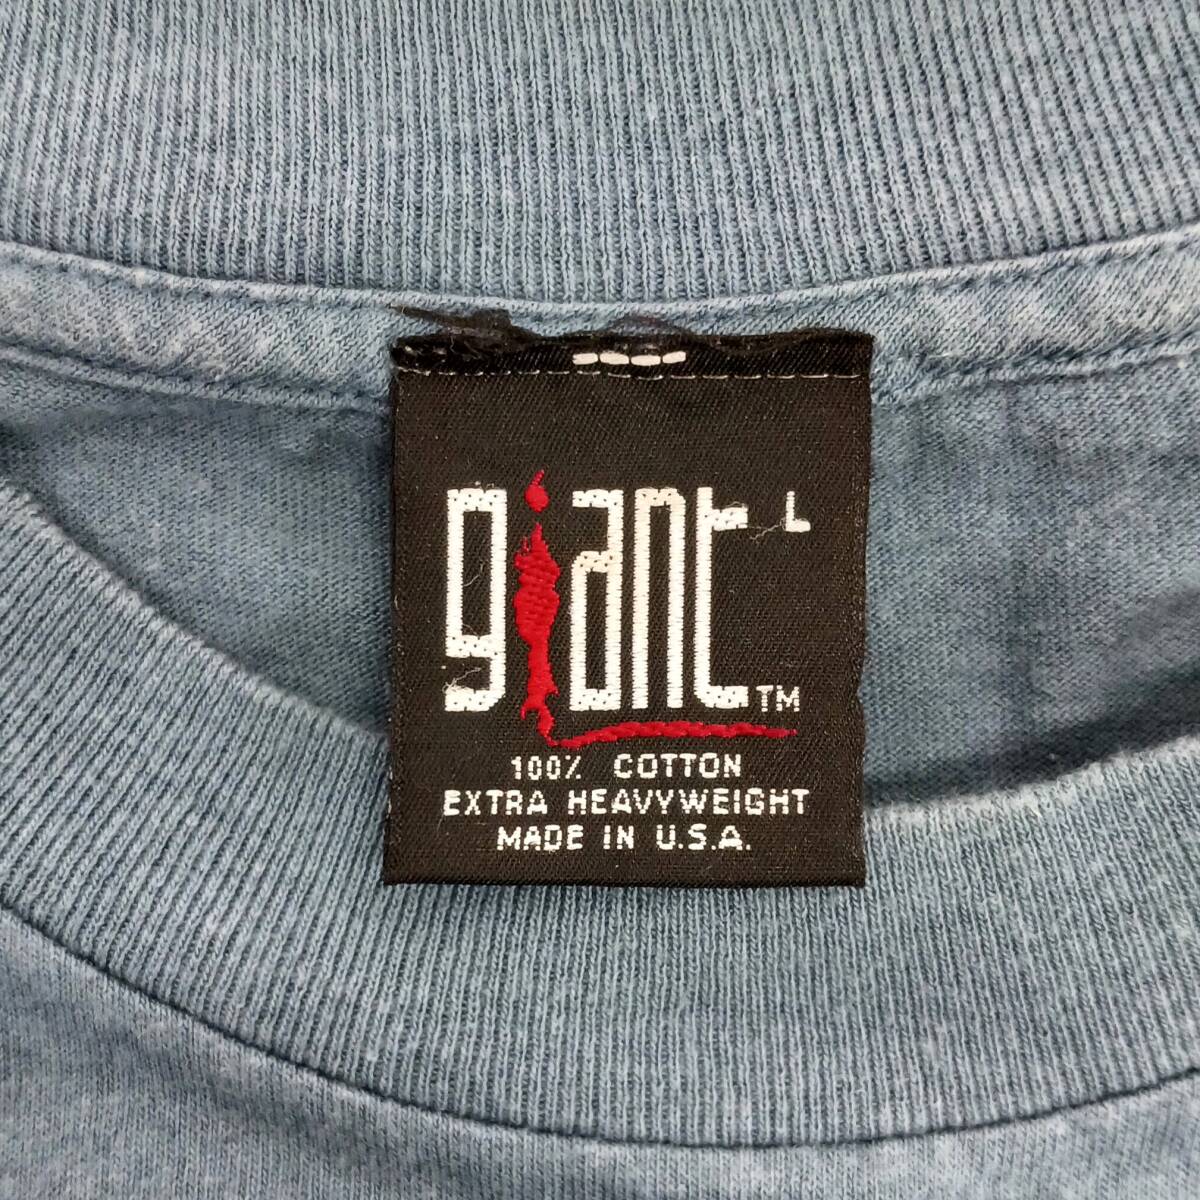 giant L
TM
100% COTTON
EXTRA HEAVYWEIGHT
MADE IN U.S.A.